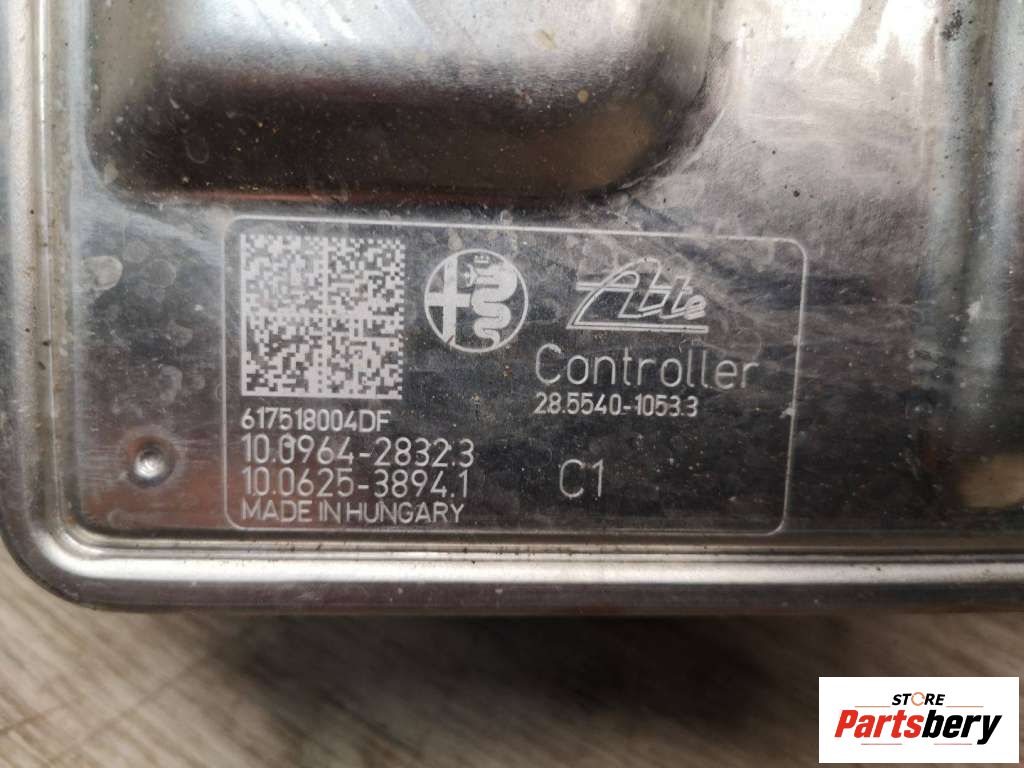 Ate
Controller
28.5540-1053.3
617518004DF
10.0964-2832.3
10.0625-3894.1
C1
MADE IN HUNGARY
STORE
Partsbery